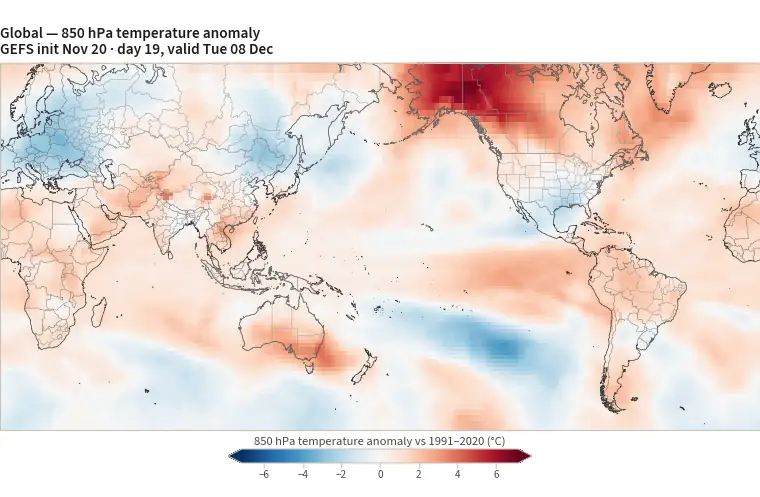 Global — 850 hPa temperature anomaly
GEFS init Nov 20 · day 19, valid Tue 08 Dec
850 hPa temperature anomaly vs 1991–2020 (°C)
−6 −4 −2 0 2 4 6